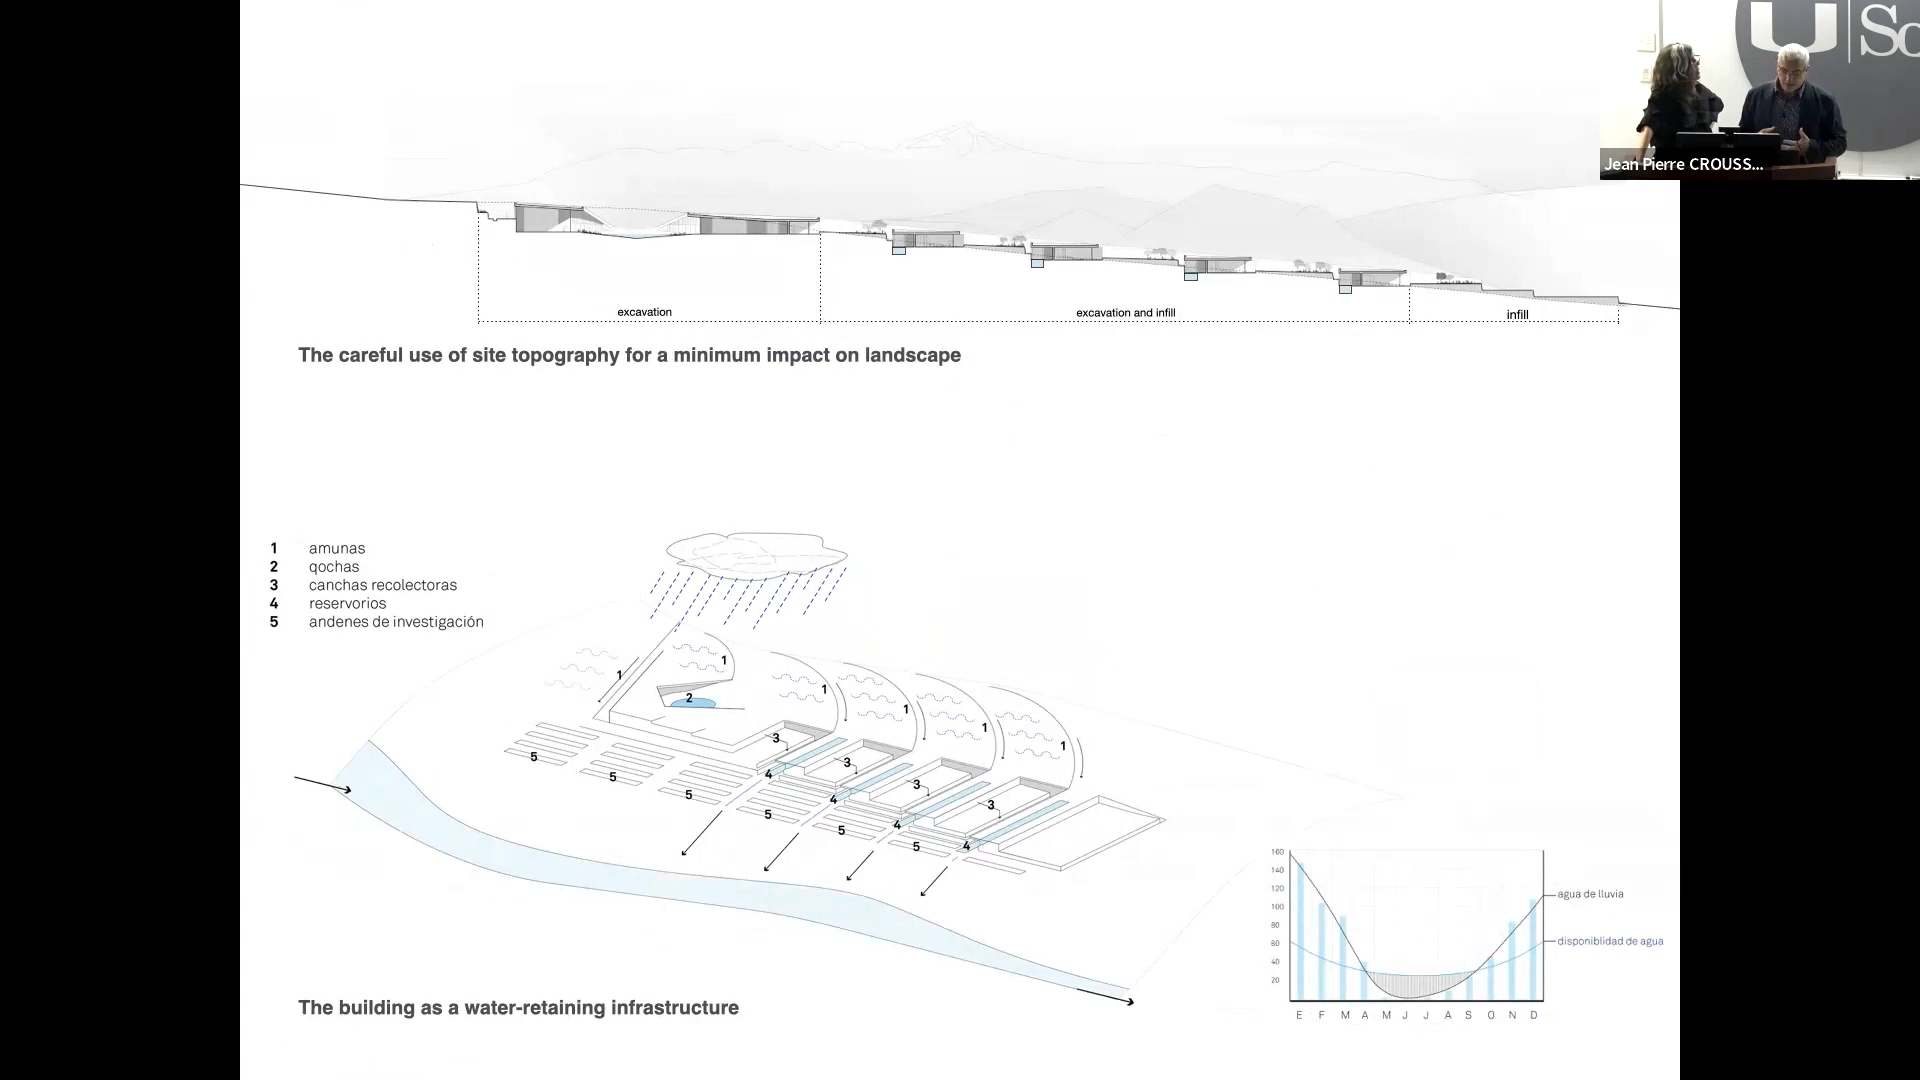 U Sc
Jean Pierre CROUSS...
excavation
excavation and infill
infill
The careful use of site topography for a minimum impact on landscape
1 amunas
2 qochas
3 canchas recolectoras
4 reservorios
5 andenes de investigación
1
1
1
1
1
1
2
3
3
3
3
4
4
4
4
5
5
5
5
5
5
160
140
120
100
80
60
40
20
agua de lluvia
disponiblidad de agua
E F M A M J J A S O N D
The building as a water-retaining infrastructure